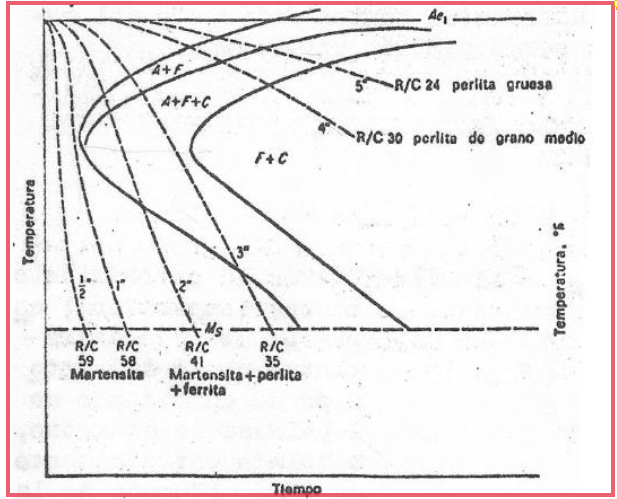 Ae₁
A+F
A+F+C
5" R/C 24 perlita gruesa
4" R/C 30 perlita de grano medio
F+C
Temperatura
Temperatura, °F
½" 1" 2" 3"
Ms
R/C 59 R/C 58 R/C 41 R/C 35
Martensita
Martensita+perlita
+ferrita
Tiempo